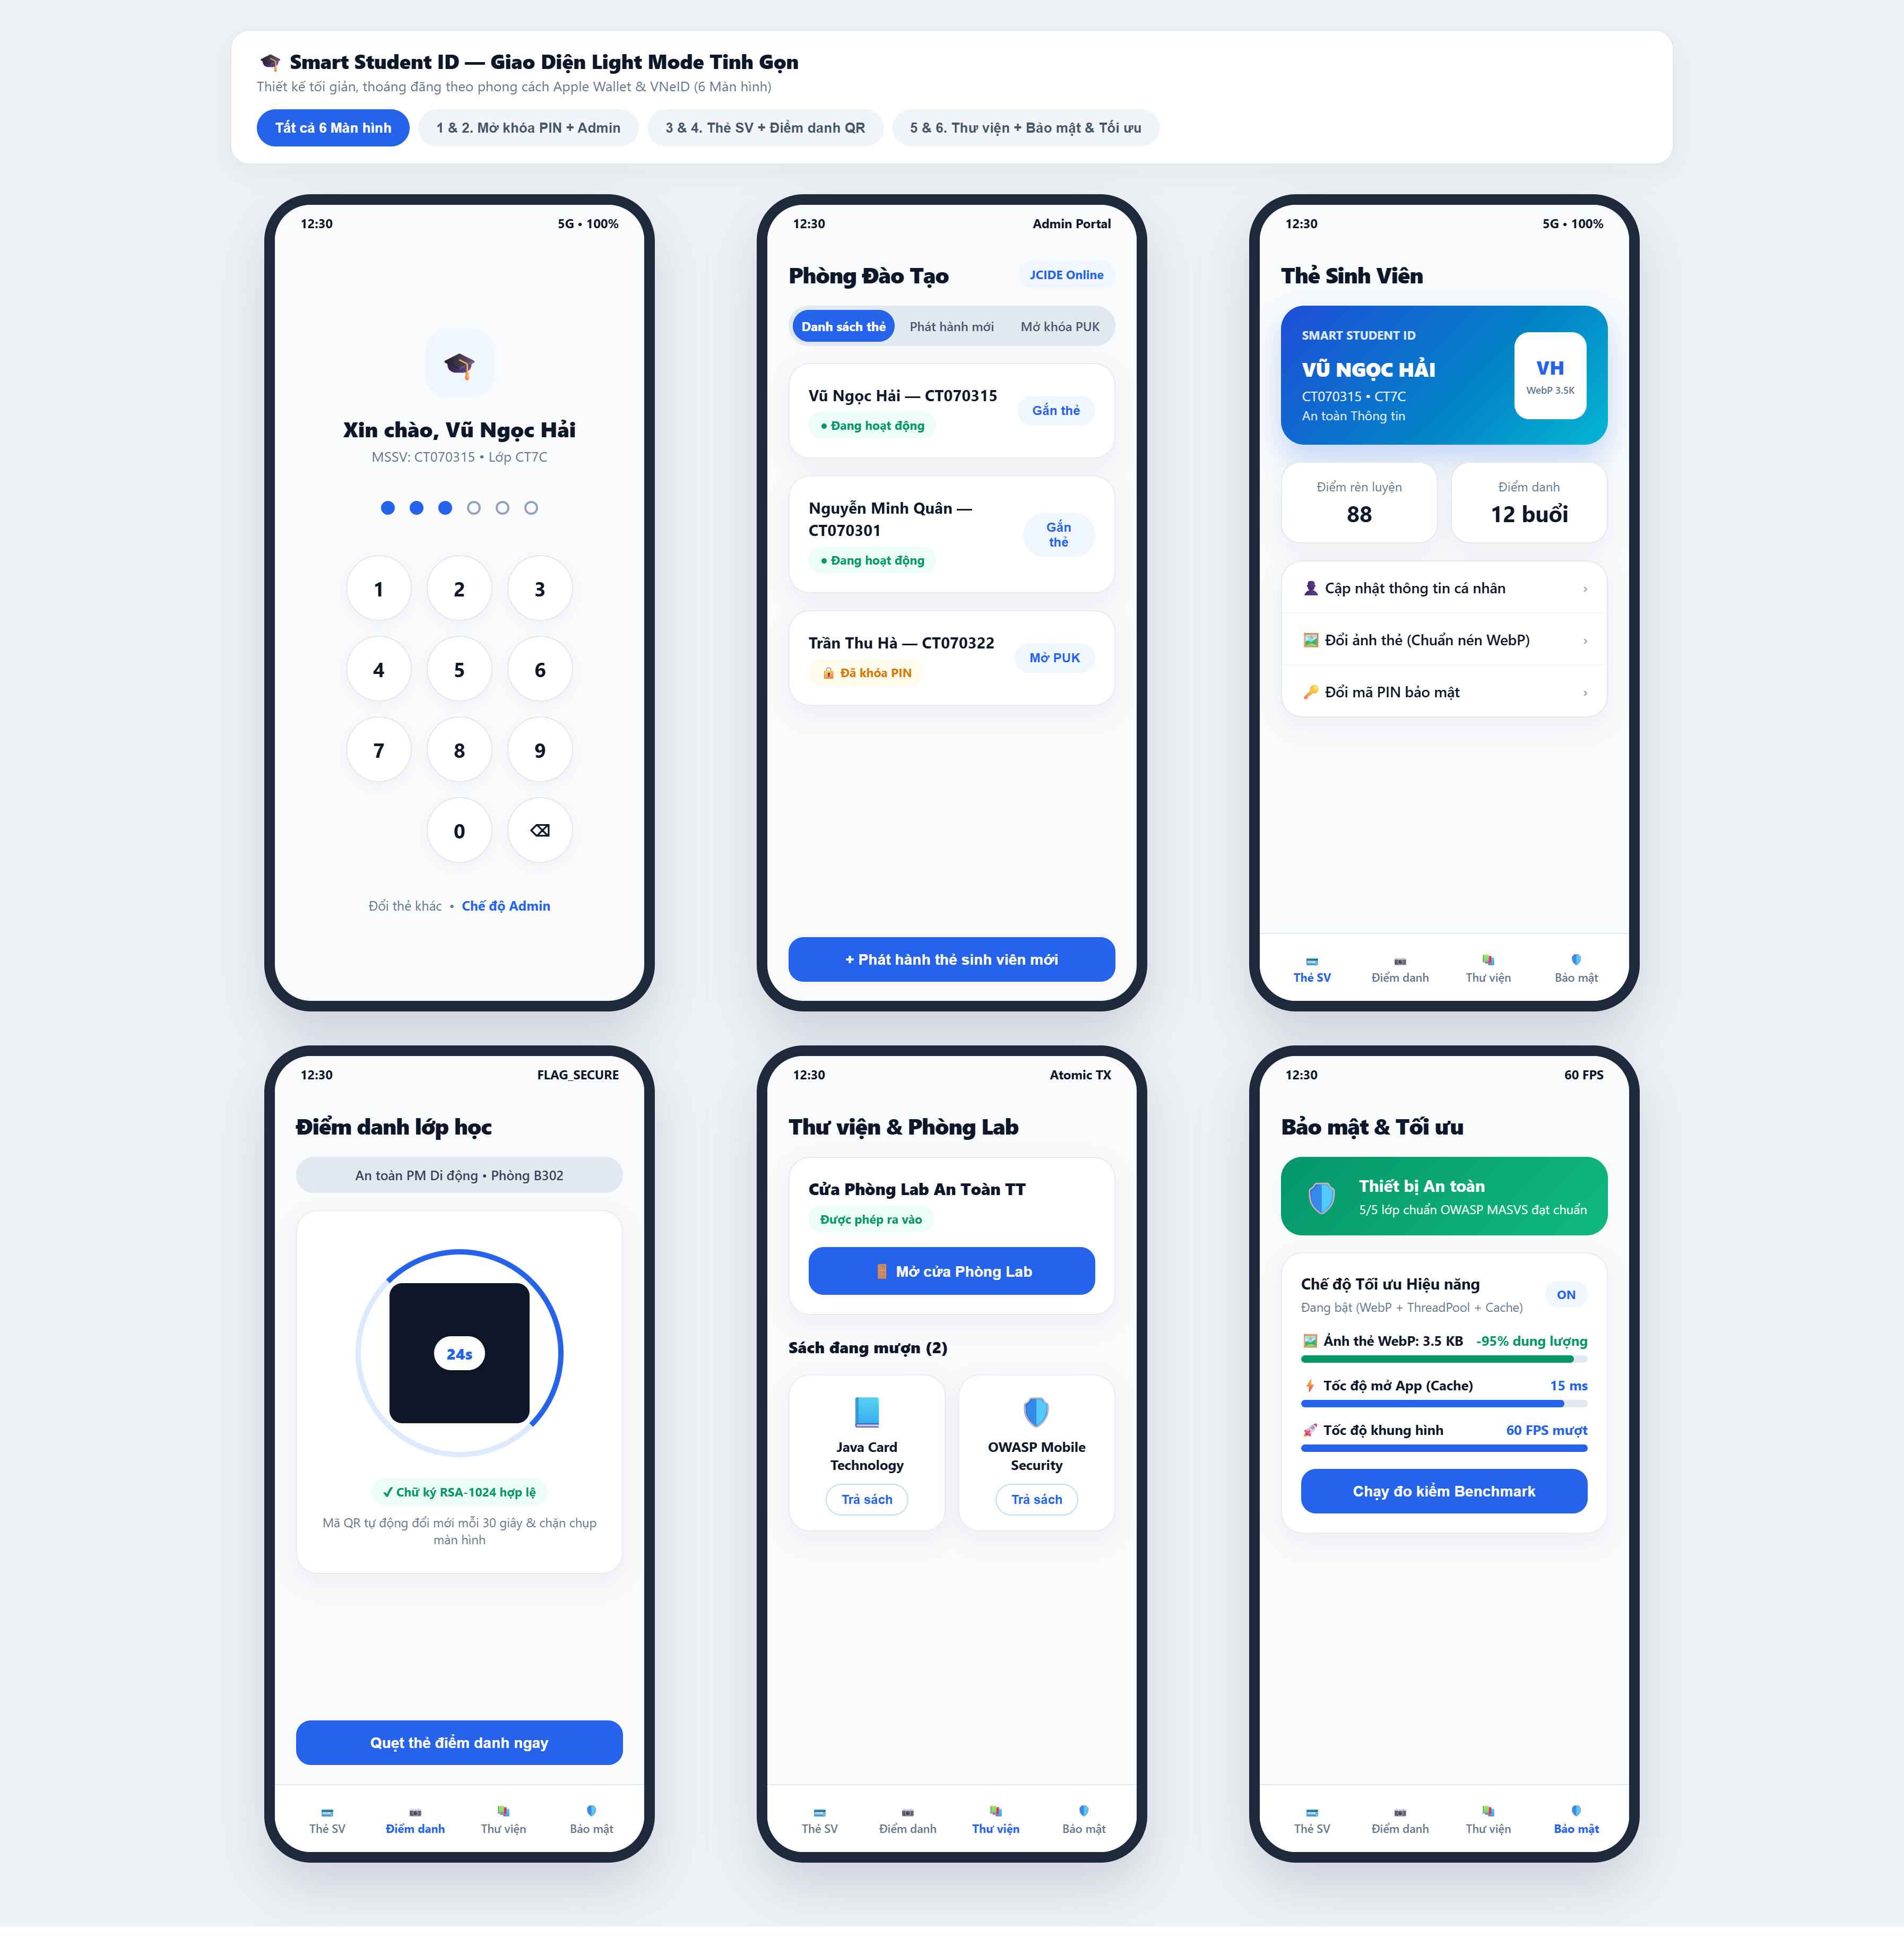 🎓 Smart Student ID — Giao Diện Light Mode Tinh Gọn
Thiết kế tối giản, thoáng đãng theo phong cách Apple Wallet & VNeID (6 Màn hình)
Tất cả 6 Màn hình
1 & 2. Mở khóa PIN + Admin
3 & 4. Thẻ SV + Điểm danh QR
5 & 6. Thư viện + Bảo mật & Tối ưu
12:30
5G • 100%
Xin chào, Vũ Ngọc Hải
MSSV: CT070315 • Lớp CT7C
1 2 3
4 5 6
7 8 9
0 ⌫
Đổi thẻ khác • Chế độ Admin
12:30
Admin Portal
Phòng Đào Tạo
JCIDE Online
Danh sách thẻ
Phát hành mới
Mở khóa PUK
Vũ Ngọc Hải — CT070315
● Đang hoạt động
Gắn thẻ
Nguyễn Minh Quân —
CT070301
● Đang hoạt động
Gắn
thẻ
Trần Thu Hà — CT070322
🔒 Đã khóa PIN
Mở PUK
+ Phát hành thẻ sinh viên mới
12:30
5G • 100%
Thẻ Sinh Viên
SMART STUDENT ID
VŨ NGỌC HẢI
CT070315 • CT7C
An toàn Thông tin
VH
WebP 3.5K
Điểm rèn luyện
88
Điểm danh
12 buổi
👤 Cập nhật thông tin cá nhân ›
🖼️ Đổi ảnh thẻ (Chuẩn nén WebP) ›
🔑 Đổi mã PIN bảo mật ›
Thẻ SV
Điểm danh
Thư viện
Bảo mật
12:30
FLAG_SECURE
Điểm danh lớp học
An toàn PM Di động • Phòng B302
24s
✓ Chữ ký RSA-1024 hợp lệ
Mã QR tự động đổi mới mỗi 30 giây & chặn chụp
màn hình
Quẹt thẻ điểm danh ngay
Thẻ SV
Điểm danh
Thư viện
Bảo mật
12:30
Atomic TX
Thư viện & Phòng Lab
Cửa Phòng Lab An Toàn TT
Được phép ra vào
🚪 Mở cửa Phòng Lab
Sách đang mượn (2)
Java Card
Technology
Trả sách
OWASP Mobile
Security
Trả sách
Thẻ SV
Điểm danh
Thư viện
Bảo mật
12:30
60 FPS
Bảo mật & Tối ưu
Thiết bị An toàn
5/5 lớp chuẩn OWASP MASVS đạt chuẩn
Chế độ Tối ưu Hiệu năng
Đang bật (WebP + ThreadPool + Cache)
ON
🖼️ Ảnh thẻ WebP: 3.5 KB
-95% dung lượng
⚡ Tốc độ mở App (Cache)
15 ms
🚀 Tốc độ khung hình
60 FPS mượt
Chạy đo kiểm Benchmark
Thẻ SV
Điểm danh
Thư viện
Bảo mật